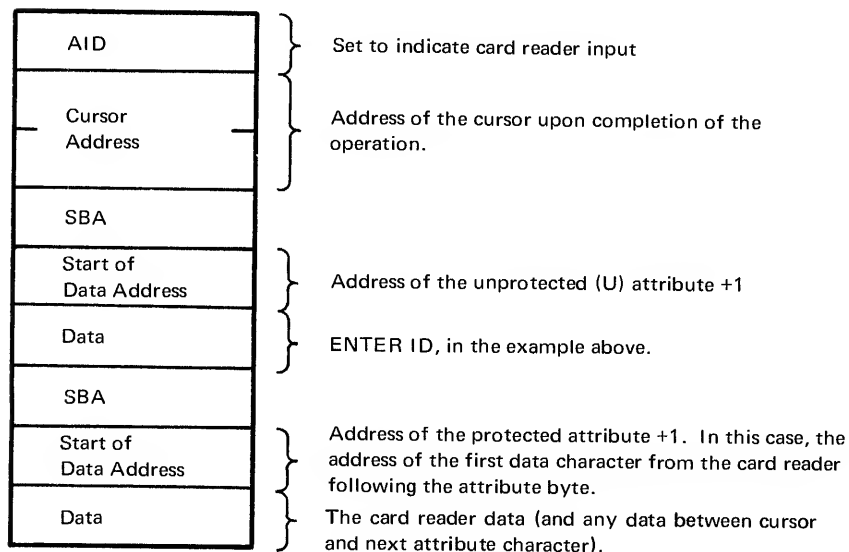 AID
Set to indicate card reader input
Cursor
Address
Address of the cursor upon completion of the
operation.
SBA
Start of
Data Address
Address of the unprotected (U) attribute +1
Data
ENTER ID, in the example above.
SBA
Start of
Data Address
Address of the protected attribute +1. In this case, the
address of the first data character from the card reader
following the attribute byte.
Data
The card reader data (and any data between cursor
and next attribute character).